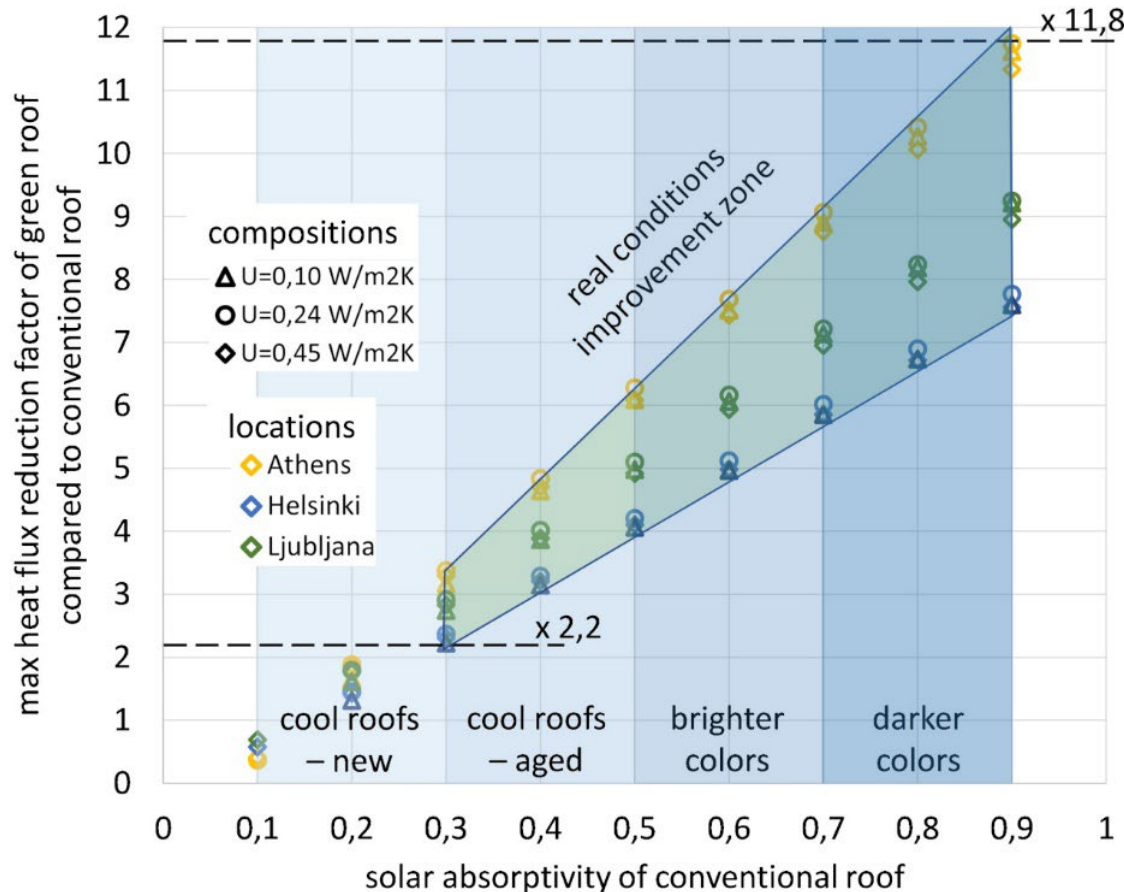 max heat flux reduction factor of green roof
compared to conventional roof
12
11
10
9
8
7
6
5
4
3
2
1
0
x 11,8
real conditions
improvement zone
compositions
U=0,10 W/m2K
U=0,24 W/m2K
U=0,45 W/m2K
locations
Athens
Helsinki
Ljubljana
x 2,2
cool roofs
– new
cool roofs
– aged
brighter
colors
darker
colors
0 0,1 0,2 0,3 0,4 0,5 0,6 0,7 0,8 0,9 1
solar absorptivity of conventional roof